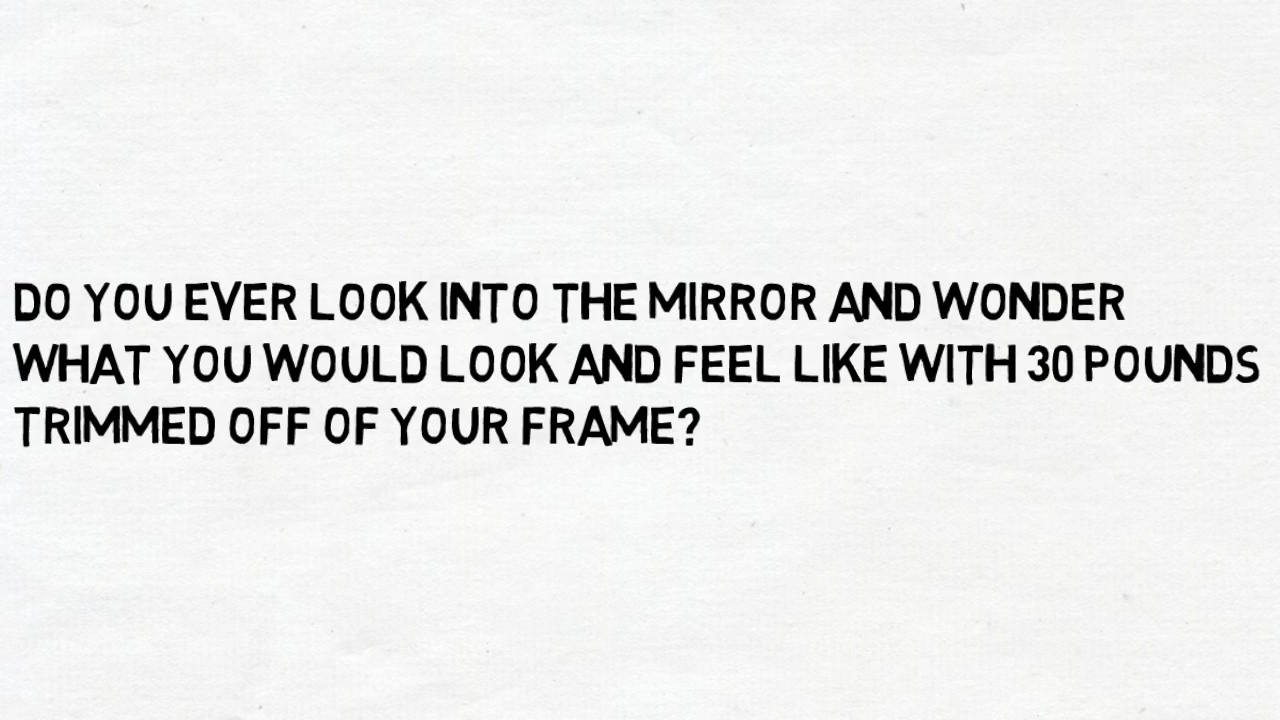 DO YOU EVER LOOK INTO THE MIRROR AND WONDER
WHAT YOU WOULD LOOK AND FEEL LIKE WITH 30 POUNDS
TRIMMED OFF OF YOUR FRAME?